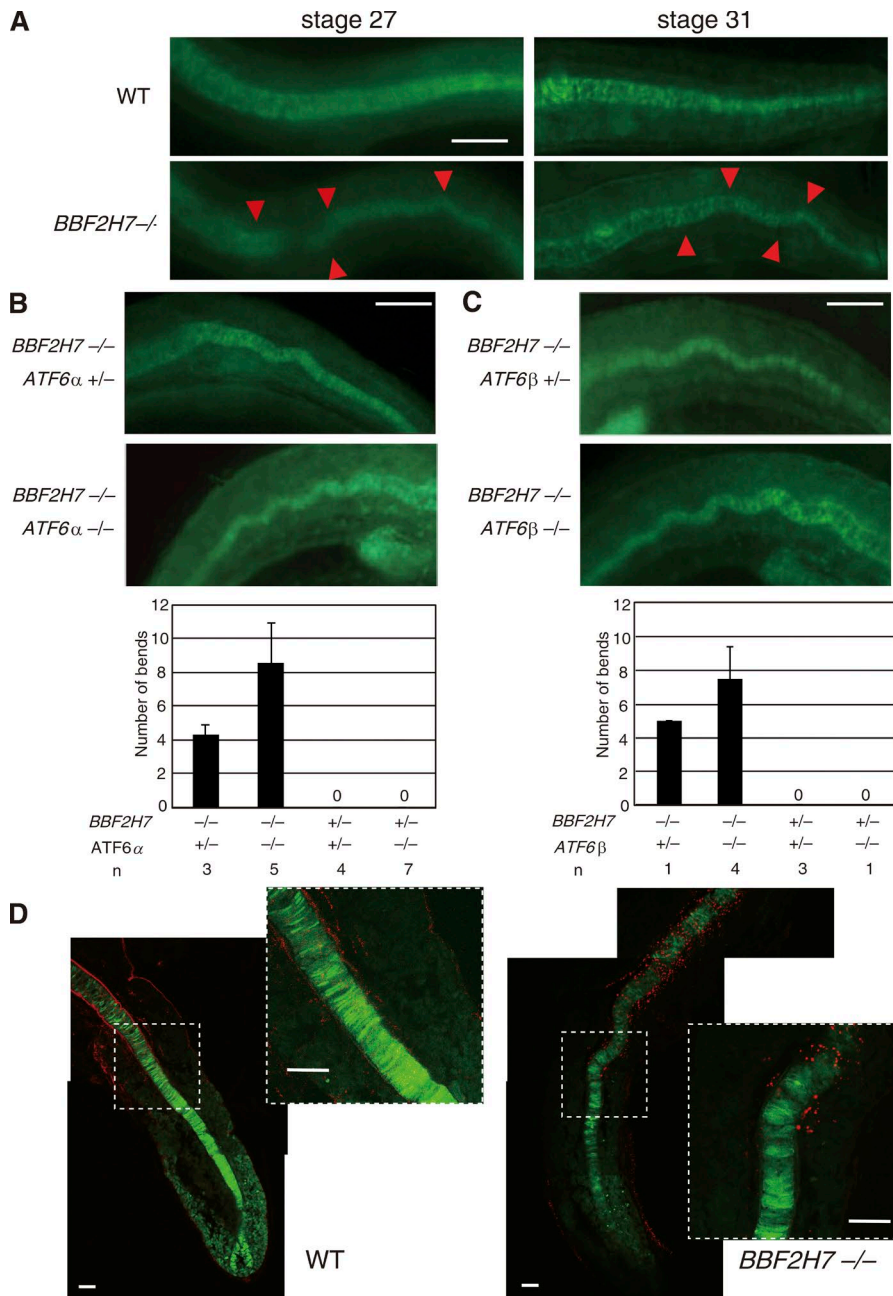 A
stage 27
stage 31
WT
BBF2H7–/–
B
BBF2H7 –/–
ATF6α +/–
BBF2H7 –/–
ATF6α –/–
Number of bends
12
10
8
6
4
2
0
0 0
BBF2H7 –/– –/– +/– +/–
ATF6α +/– –/– +/– –/–
n 3 5 4 7
C
BBF2H7 –/–
ATF6β +/–
BBF2H7 –/–
ATF6β –/–
Number of bends
12
10
8
6
4
2
0
0 0
BBF2H7 –/– –/– +/– +/–
ATF6β +/– –/– +/– –/–
n 1 4 3 1
D
WT
BBF2H7 –/–